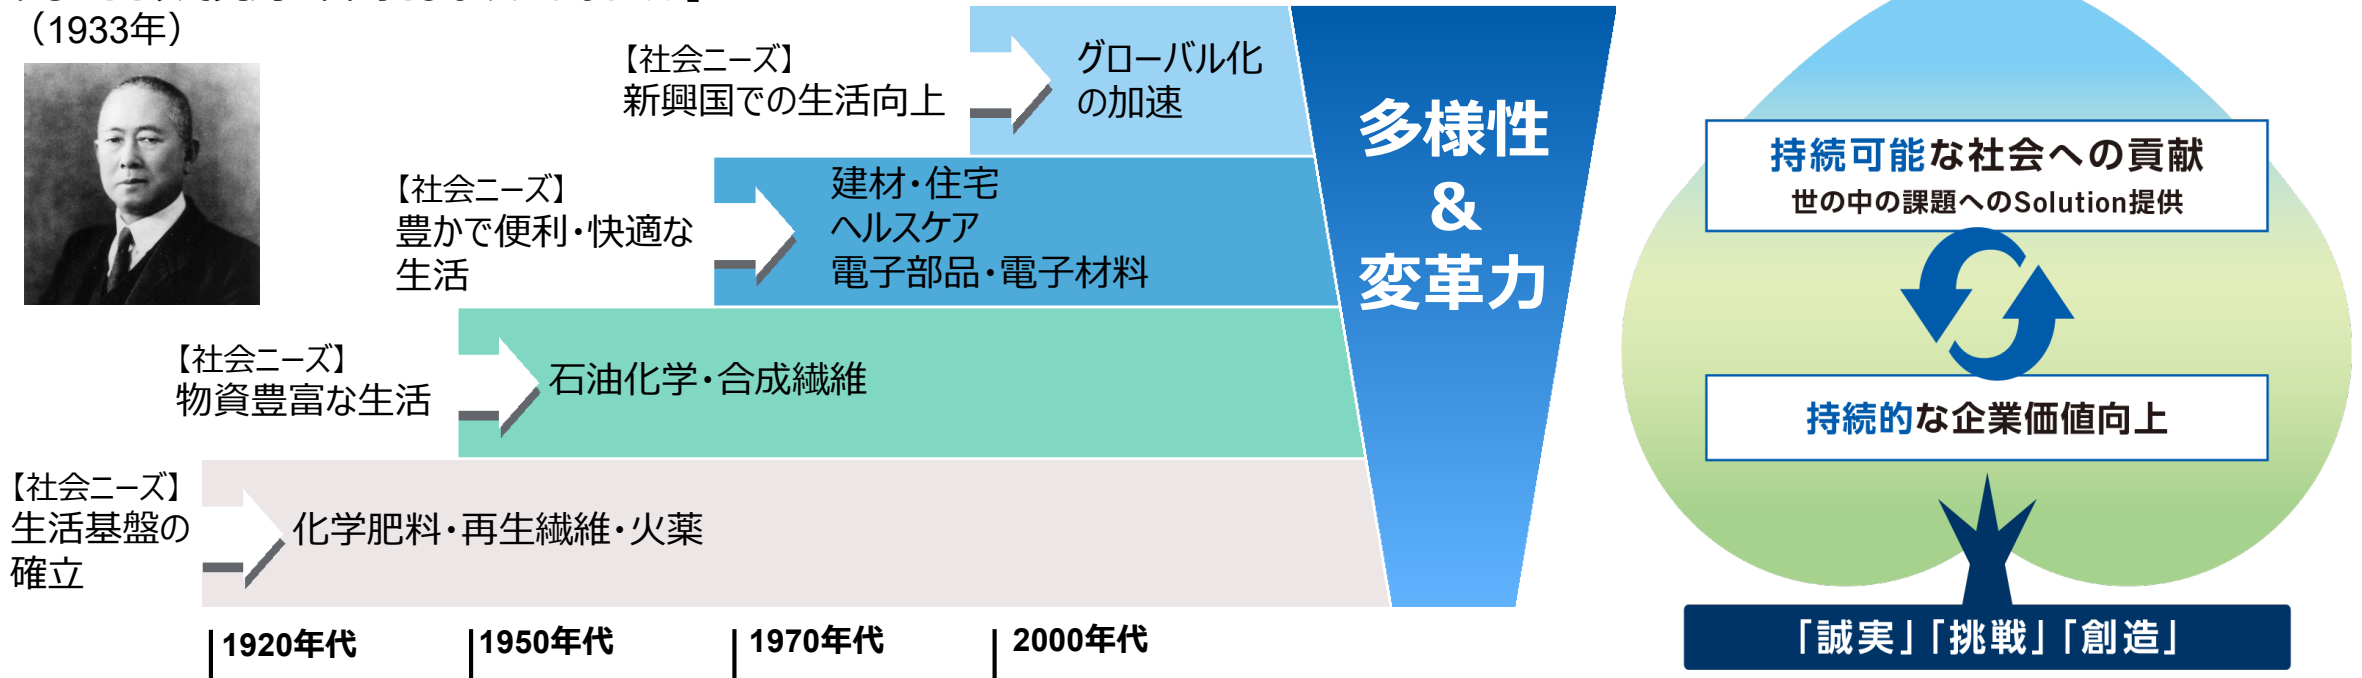 （1933年）
【社会ニーズ】
新興国での生活向上
グローバル化
の加速
【社会ニーズ】
豊かで便利・快適な
生活
建材・住宅
ヘルスケア
電子部品・電子材料
【社会ニーズ】
物資豊富な生活
石油化学・合成繊維
【社会ニーズ】
生活基盤の
確立
化学肥料・再生繊維・火薬
1920年代
1950年代
1970年代
2000年代
多様性
&
変革力
持続可能な社会への貢献
世の中の課題へのSolution提供
持続的な企業価値向上
「誠実」「挑戦」「創造」